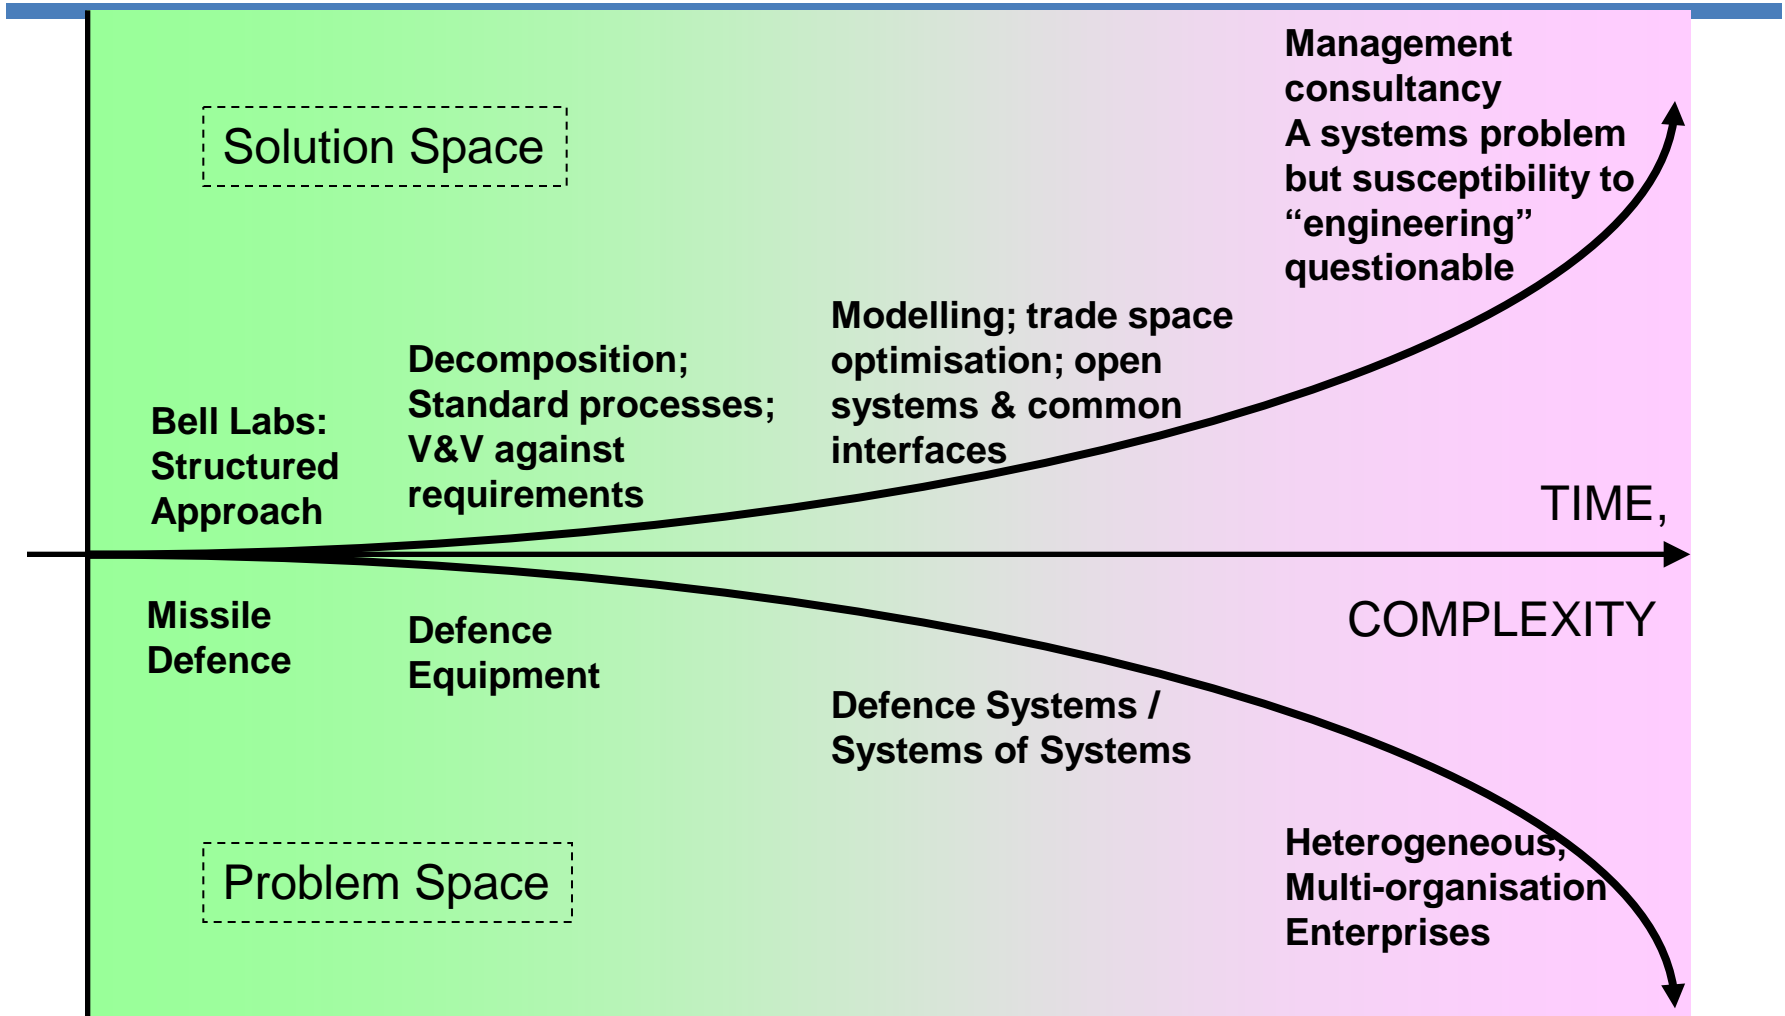 Solution Space
Management
consultancy
A systems problem
but susceptibility to
“engineering”
questionable
Modelling; trade space
optimisation; open
systems & common
interfaces
Decomposition;
Standard processes;
V&V against
requirements
Bell Labs:
Structured
Approach
TIME,
COMPLEXITY
Missile
Defence
Defence
Equipment
Defence Systems /
Systems of Systems
Heterogeneous,
Multi-organisation
Enterprises
Problem Space